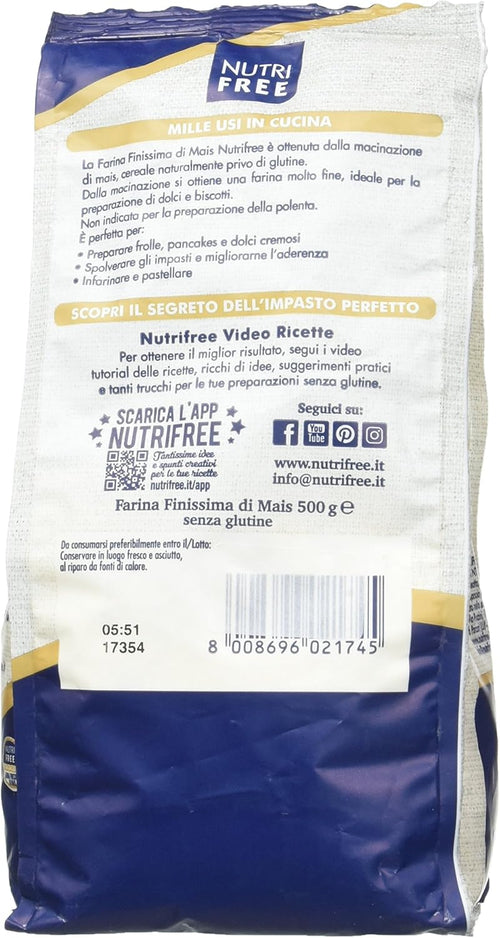 NUTRI
FREE
MILLE USI IN CUCINA
La Farina Finissima di Mais Nutrifree è ottenuta dalla macinazione
di mais, cereale naturalmente privo di glutine.
Dalla macinazione si ottiene una farina molto fine, ideale per la
preparazione di dolci e biscotti.
Non indicato per la preparazione della polenta.
È perfetta per:
• Preparare frolle, pancakes e dolci cremosi
• Spolverare gli impasti e migliorarne l'aderenza
• Infarinare e pastellare
SCOPRI IL SEGRETO DELL'IMPASTO PERFETTO
Nutrifree Video Ricette
Per ottenere il miglior risultato, segui i video
tutorial delle ricette, ricchi di idee, suggerimenti pratici
e tanti trucchi per le tue preparazioni senza glutine.
SCARICA L'APP
NUTRIFREE
Tantissime idee
e spunti creativi
per le tue ricette
nutrifree.it/app
Seguici su:
You
Tube
www.nutrifree.it
info@nutrifree.it
Farina Finissima di Mais 500 g ℮
senza glutine
Da consumarsi preferibilmente entro il/Lotto:
Conservare in luogo fresco e asciutto,
al riparo da fonti di calore.
05:51
17354
8 008696 021745
NUTRI
FREE